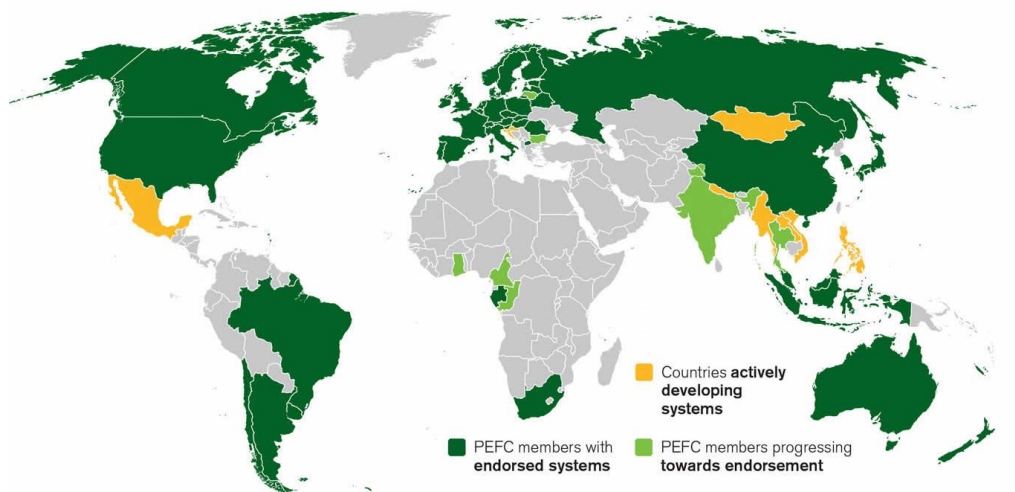 Countries actively
developing
systems
PEFC members with
endorsed systems
PEFC members progressing
towards endorsement